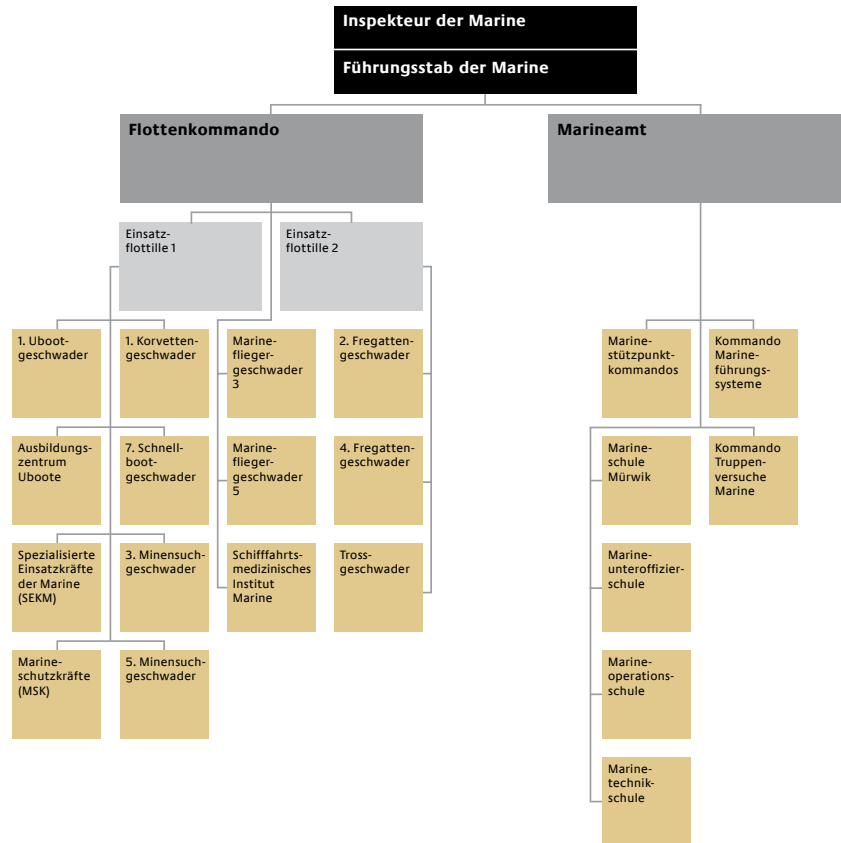 Inspekteur der Marine
Führungsstab der Marine
Flottenkommando
Marineamt
Einsatz-
flottille 1
Einsatz-
flottille 2
1. Uboot-
geschwader
1. Korvetten-
geschwader
Marine-
flieger-
geschwader
3
2. Fregatten-
geschwader
Marine-
stützpunkt-
kommandos
Kommando
Marine-
führungs-
systeme
Ausbildungs-
zentrum
Uboote
7. Schnell-
boot-
geschwader
Marine-
flieger-
geschwader
5
4. Fregatten-
geschwader
Marine-
schule
Mürwik
Kommando
Truppen-
versuche
Marine
Spezialisierte
Einsatzkräfte
der Marine
(SEKM)
3. Minensuch-
geschwader
Schifffahrts-
medizinisches
Institut
Marine
Tross-
geschwader
Marine-
unteroffizier-
schule
Marine-
schutzkräfte
(MSK)
5. Minensuch-
geschwader
Marine-
operations-
schule
Marine-
technik-
schule